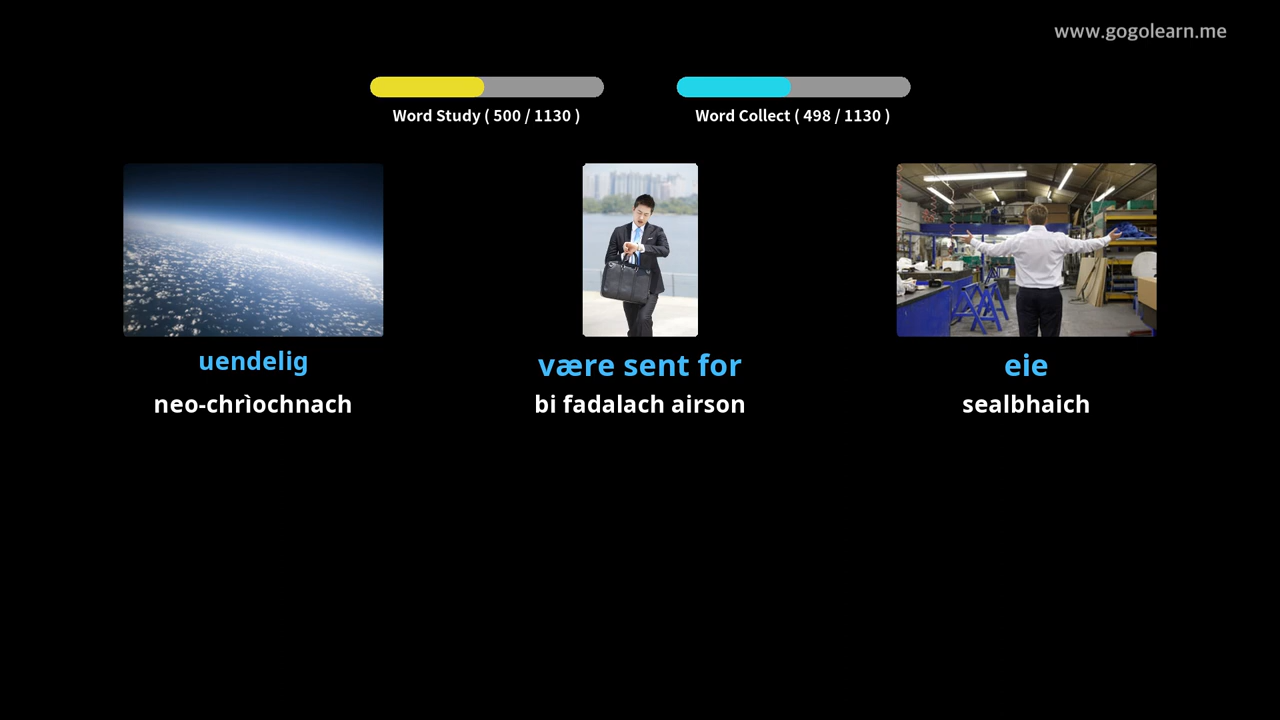 www.gogolearn.me
Word Study ( 500 / 1130 )
Word Collect ( 498 / 1130 )
uendelig
være sent for
eie
neo-chrìochnach
bi fadalach airson
sealbhaich